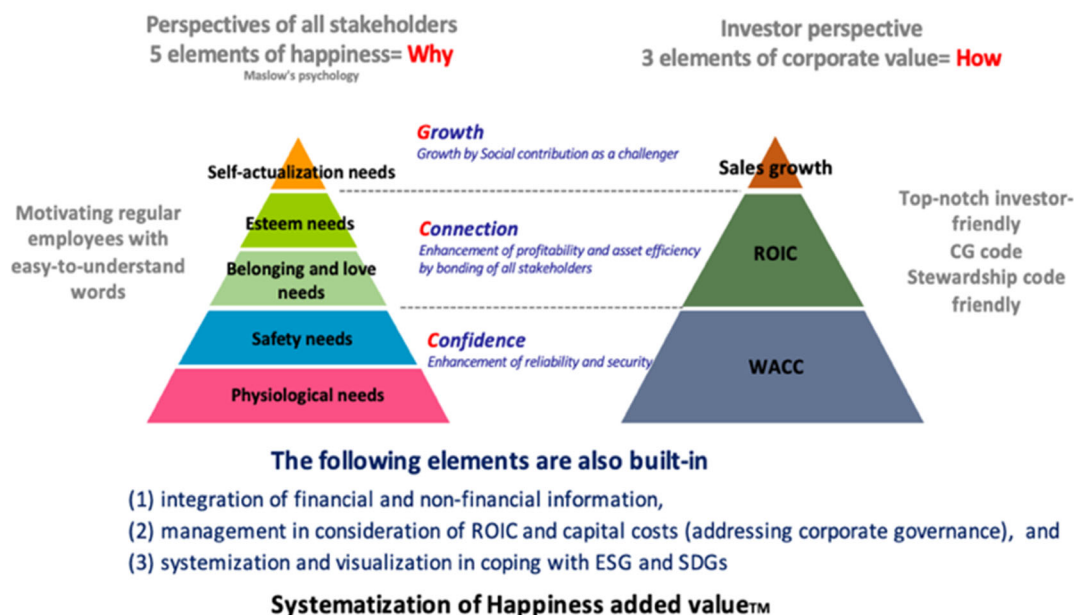 Perspectives of all stakeholders
5 elements of happiness= Why
Maslow's psychology
Investor perspective
3 elements of corporate value= How
Growth
Growth by Social contribution as a challenger
Self-actualization needs
Sales growth
Motivating regular
employees with
easy-to-understand
words
Esteem needs
Belonging and love
needs
Connection
Enhancement of profitability and asset efficiency
by bonding of all stakeholders
ROIC
Top-notch investor-
friendly
CG code
Stewardship code
friendly
Safety needs
Confidence
Enhancement of reliability and security
WACC
Physiological needs
The following elements are also built-in
(1) integration of financial and non-financial information,
(2) management in consideration of ROIC and capital costs (addressing corporate governance), and
(3) systemization and visualization in coping with ESG and SDGs
Systematization of Happiness added value™